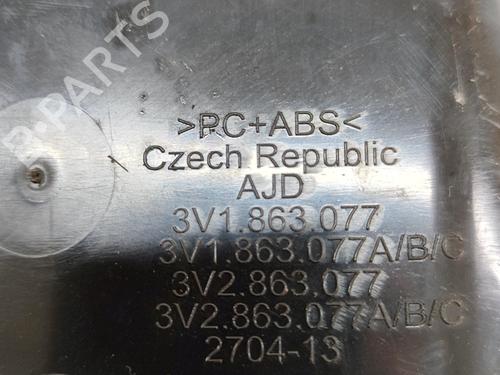 >PC+ABS<
Czech Republic
AJD
3V1.863.077
3V1.863.077A/B/C
3V2.863.077
3V2.863.077A/B/C
2704-13
B-PARTS